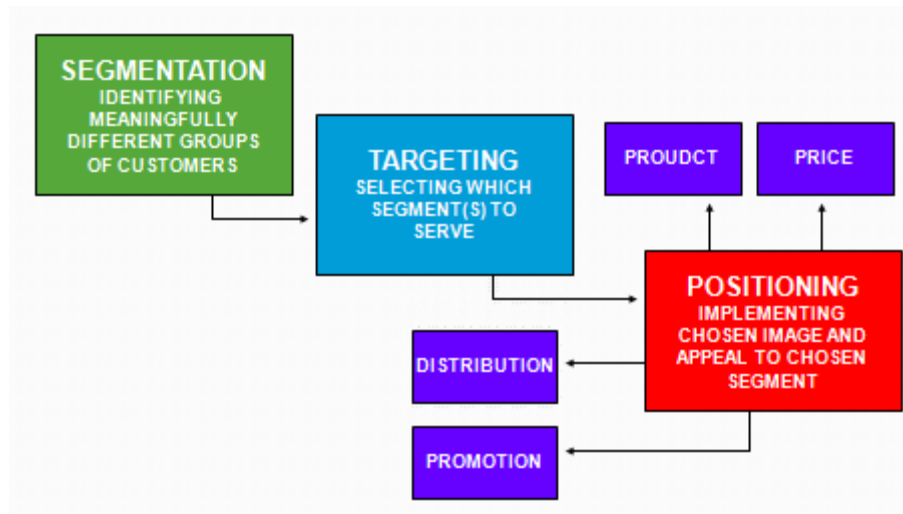 SEGMENTATION
IDENTIFYING
MEANINGFULLY
DIFFERENT GROUPS
OF CUSTOMERS
TARGETING
SELECTING WHICH
SEGMENT(S) TO
SERVE
PROUDCT
PRICE
POSITIONING
IMPLEMENTING
CHOSEN IMAGE AND
APPEAL TO CHOSEN
SEGMENT
DISTRIBUTION
PROMOTION